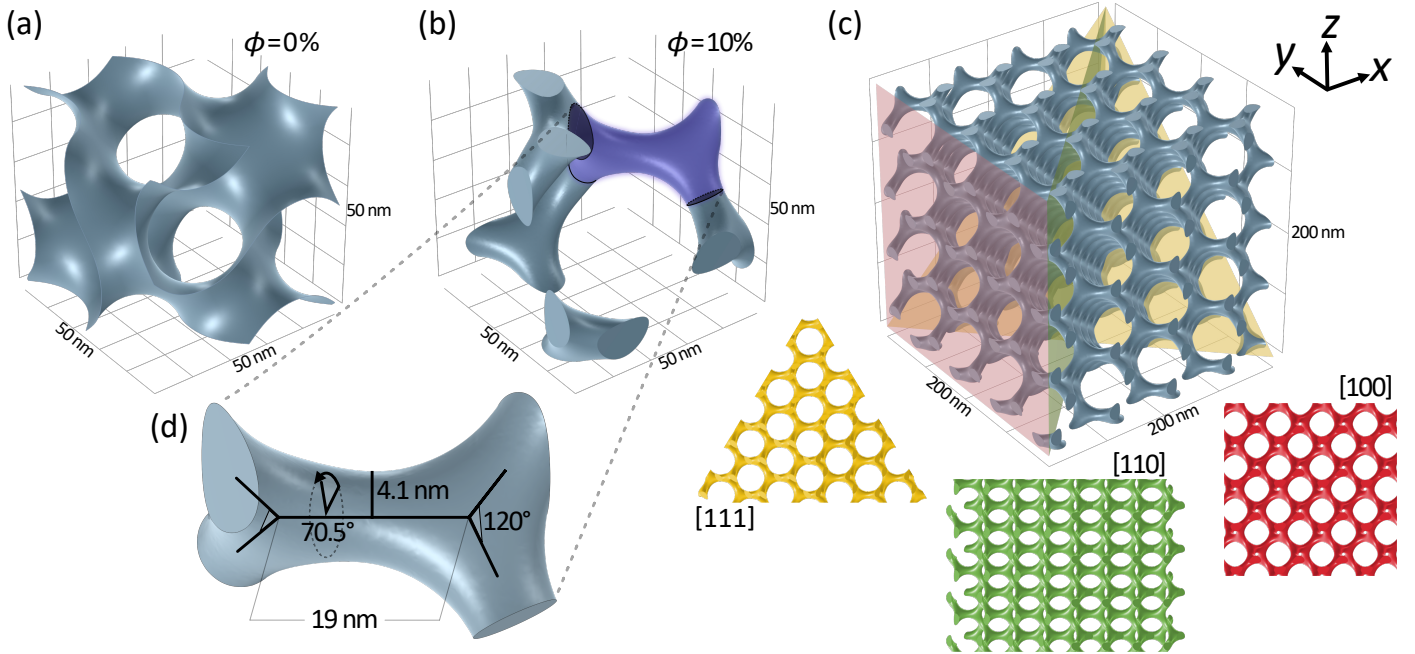 (a)
ϕ=0%
50 nm
50 nm
50 nm
(b)
ϕ=10%
50 nm
50 nm
50 nm
(c)
z
y
x
200 nm
200 nm
200 nm
(d)
4.1 nm
70.5°
120°
19 nm
[111]
[110]
[100]